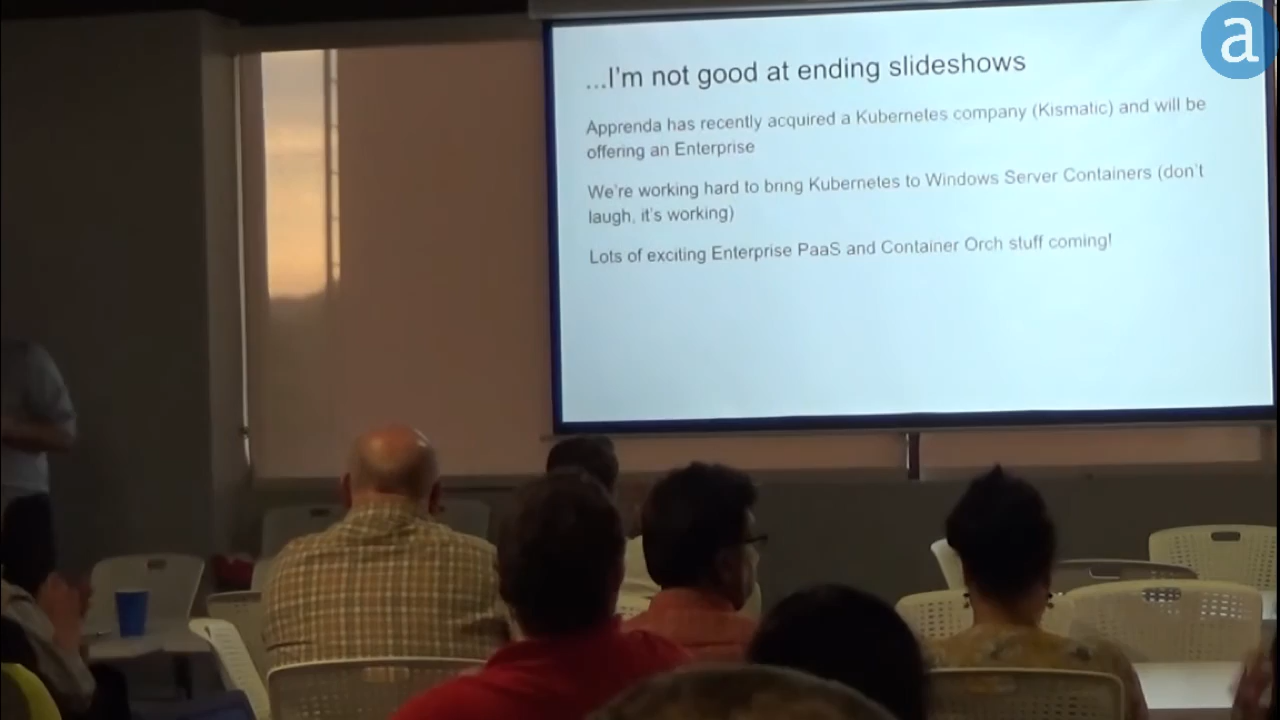 ...I'm not good at ending slideshows
Apprenda has recently acquired a Kubernetes company (Kismatic) and will be
offering an Enterprise
We're working hard to bring Kubernetes to Windows Server Containers (don't
laugh, it's working)
Lots of exciting Enterprise PaaS and Container Orch stuff coming!
a